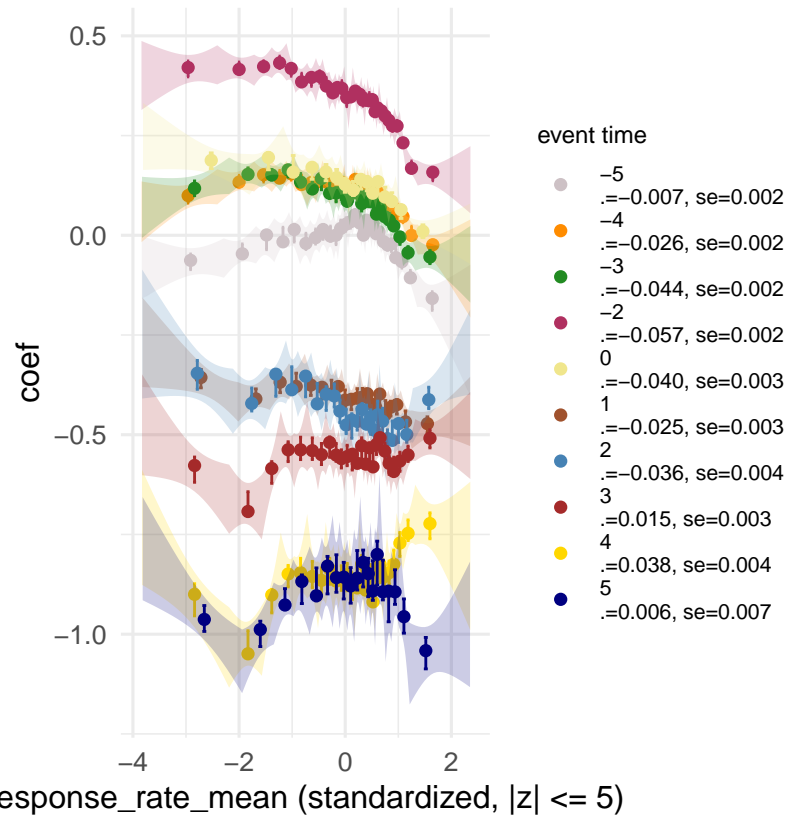 0.5
0.0
−0.5
−1.0
coef
−4
−2
0
2
esponse_rate_mean (standardized, |z| <= 5)
event time
−5
.=−0.007, se=0.002
−4
.=−0.026, se=0.002
−3
.=−0.044, se=0.002
−2
.=−0.057, se=0.002
0
.=−0.040, se=0.003
1
.=−0.025, se=0.003
2
.=−0.036, se=0.004
3
.=0.015, se=0.003
4
.=0.038, se=0.004
5
.=0.006, se=0.007